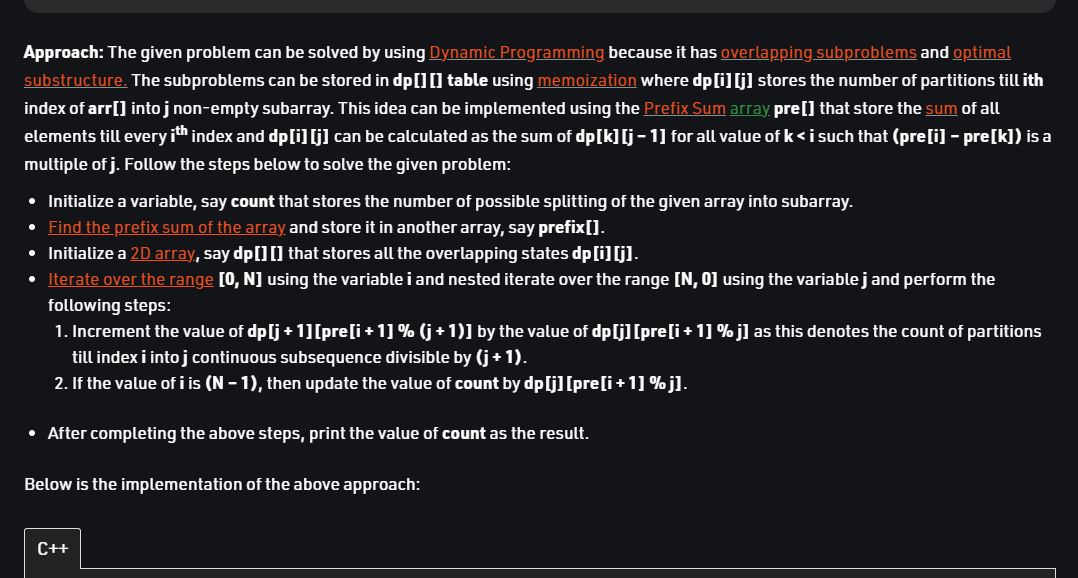 Approach: The given problem can be solved by using Dynamic Programming because it has overlapping subproblems and optimal
substructure. The subproblems can be stored in dp[][] table using memoization where dp[i][j] stores the number of partitions till ith
index of arr[] into j non-empty subarray. This idea can be implemented using the Prefix Sum array pre[] that store the sum of all
elements till every ith index and dp[i][j] can be calculated as the sum of dp[k][j – 1] for all value of k < i such that (pre[i] – pre[k]) is a
multiple of j. Follow the steps below to solve the given problem:
• Initialize a variable, say count that stores the number of possible splitting of the given array into subarray.
• Find the prefix sum of the array and store it in another array, say prefix[].
• Initialize a 2D array, say dp[][] that stores all the overlapping states dp[i][j].
• Iterate over the range [0, N] using the variable i and nested iterate over the range [N, 0] using the variable j and perform the
following steps:
1. Increment the value of dp[j + 1][pre[i + 1] % (j + 1)] by the value of dp[j][pre[i + 1] % j] as this denotes the count of partitions
till index i into j continuous subsequence divisible by (j + 1).
2. If the value of i is (N – 1), then update the value of count by dp[j][pre[i + 1] % j].
• After completing the above steps, print the value of count as the result.
Below is the implementation of the above approach:
C++